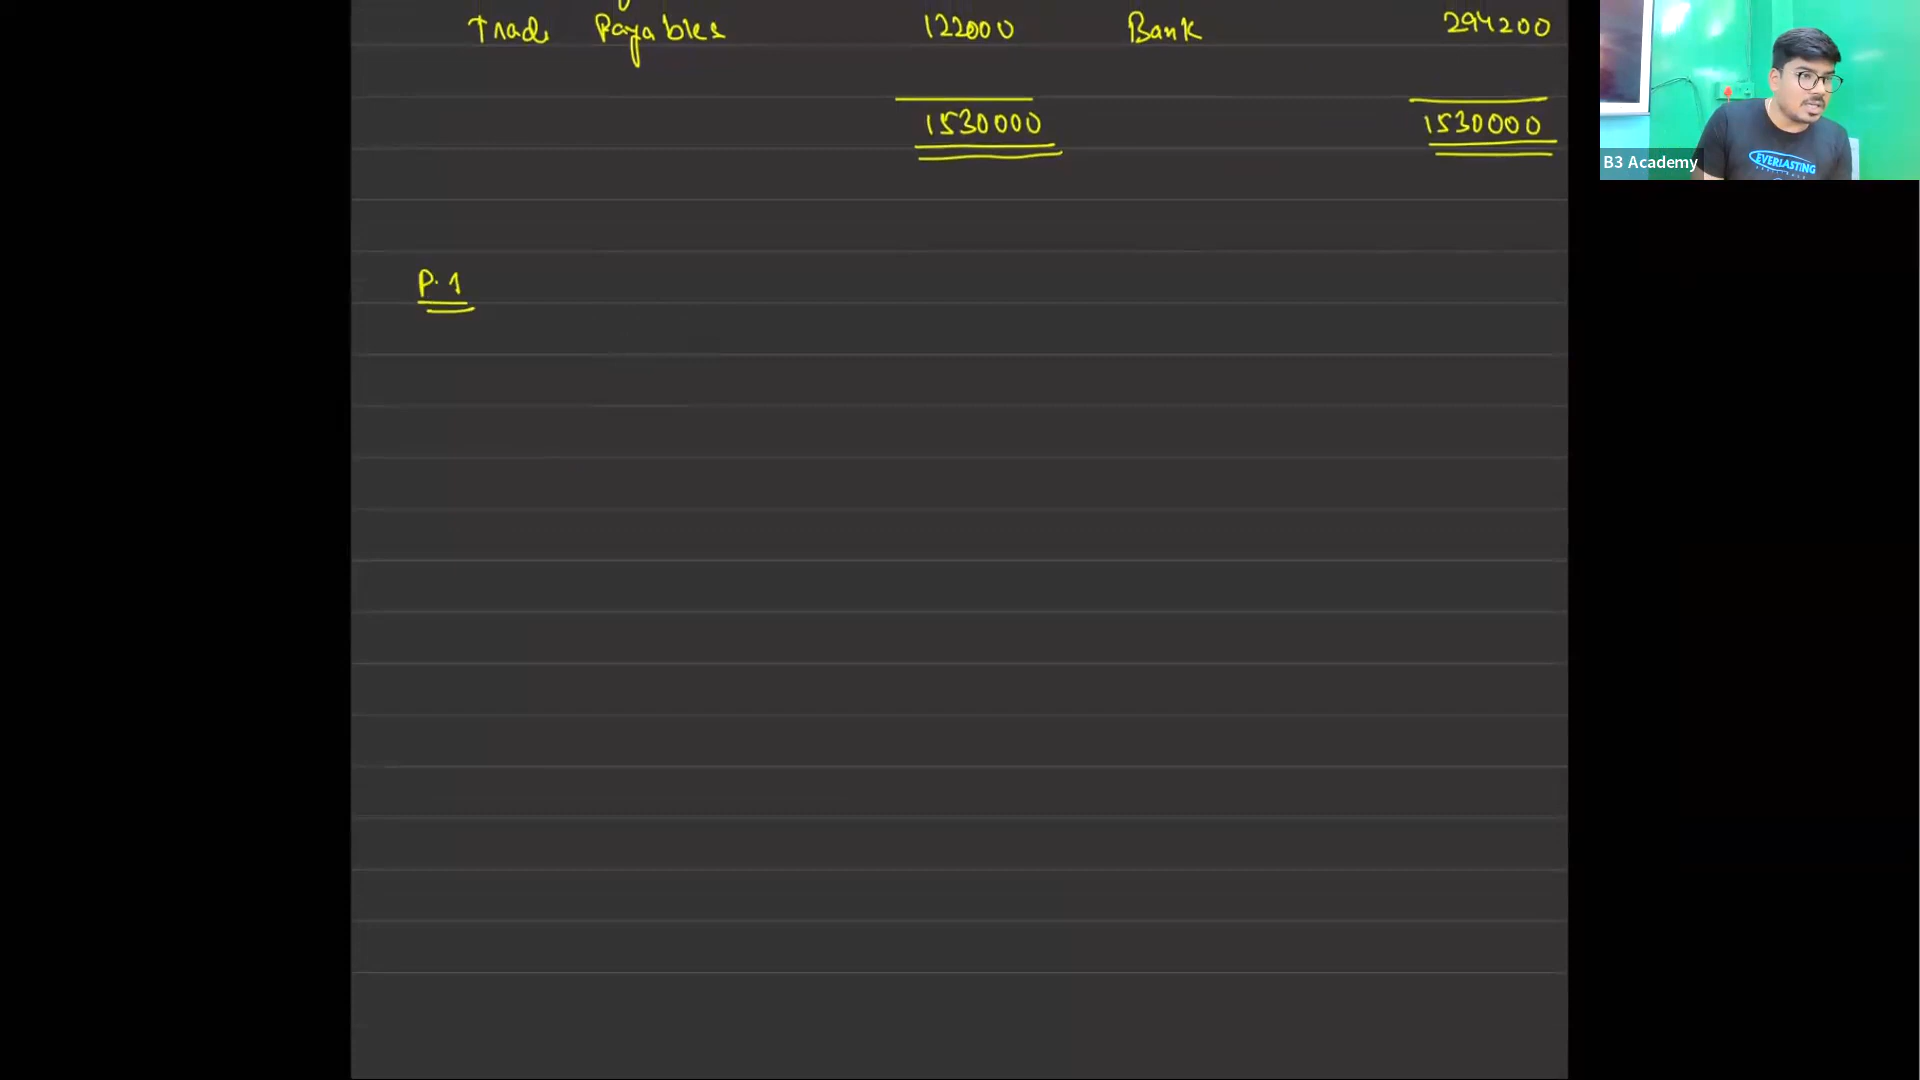 Trade Payables 122000 Bank 294200
1530000 1530000
P.1
B3 Academy
EVERLASTING